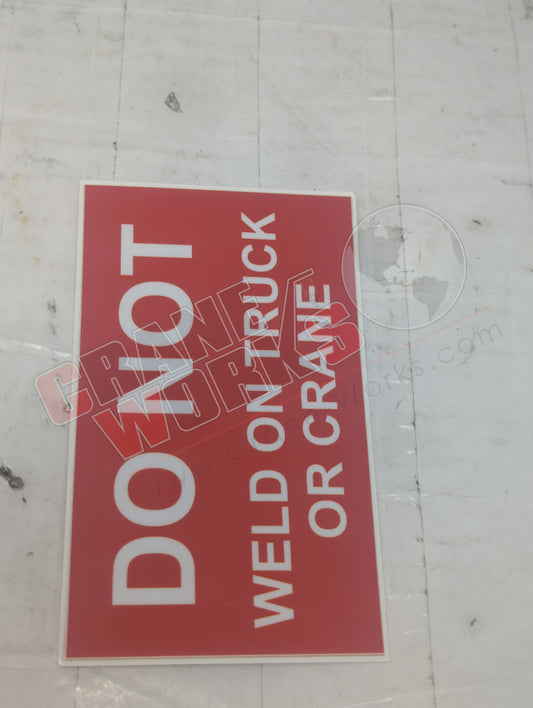 DO NOT
WELD ON TRUCK
OR CRANE
CRANE
WORKS
www.CraneWorks.com